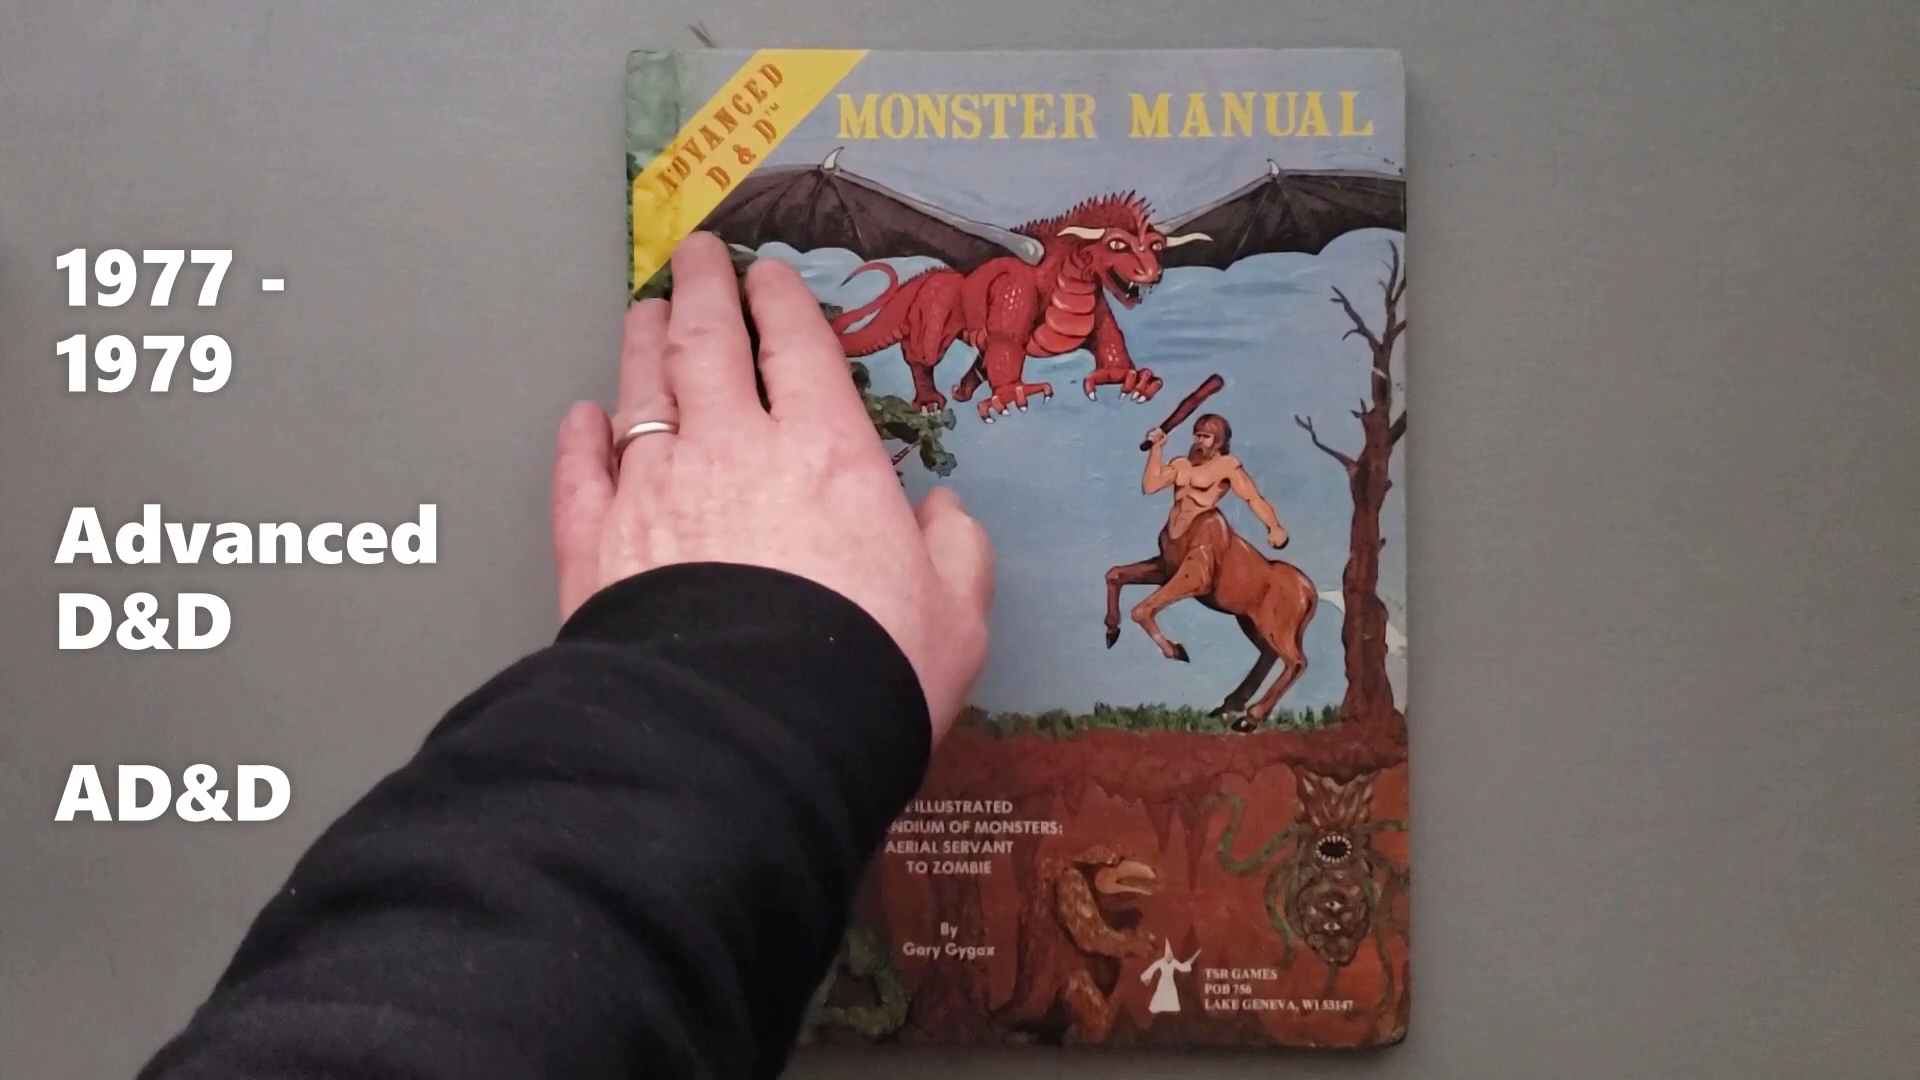 1977 -
1979
Advanced
D&D
AD&D
ADVANCED
D & D™
MONSTER MANUAL
ILLUSTRATED
OF MONSTERS:
AERIAL SERVANT
TO ZOMBIE
By
Gary Gygax
TSR GAMES
POB 756
LAKE GENEVA, WI 53147